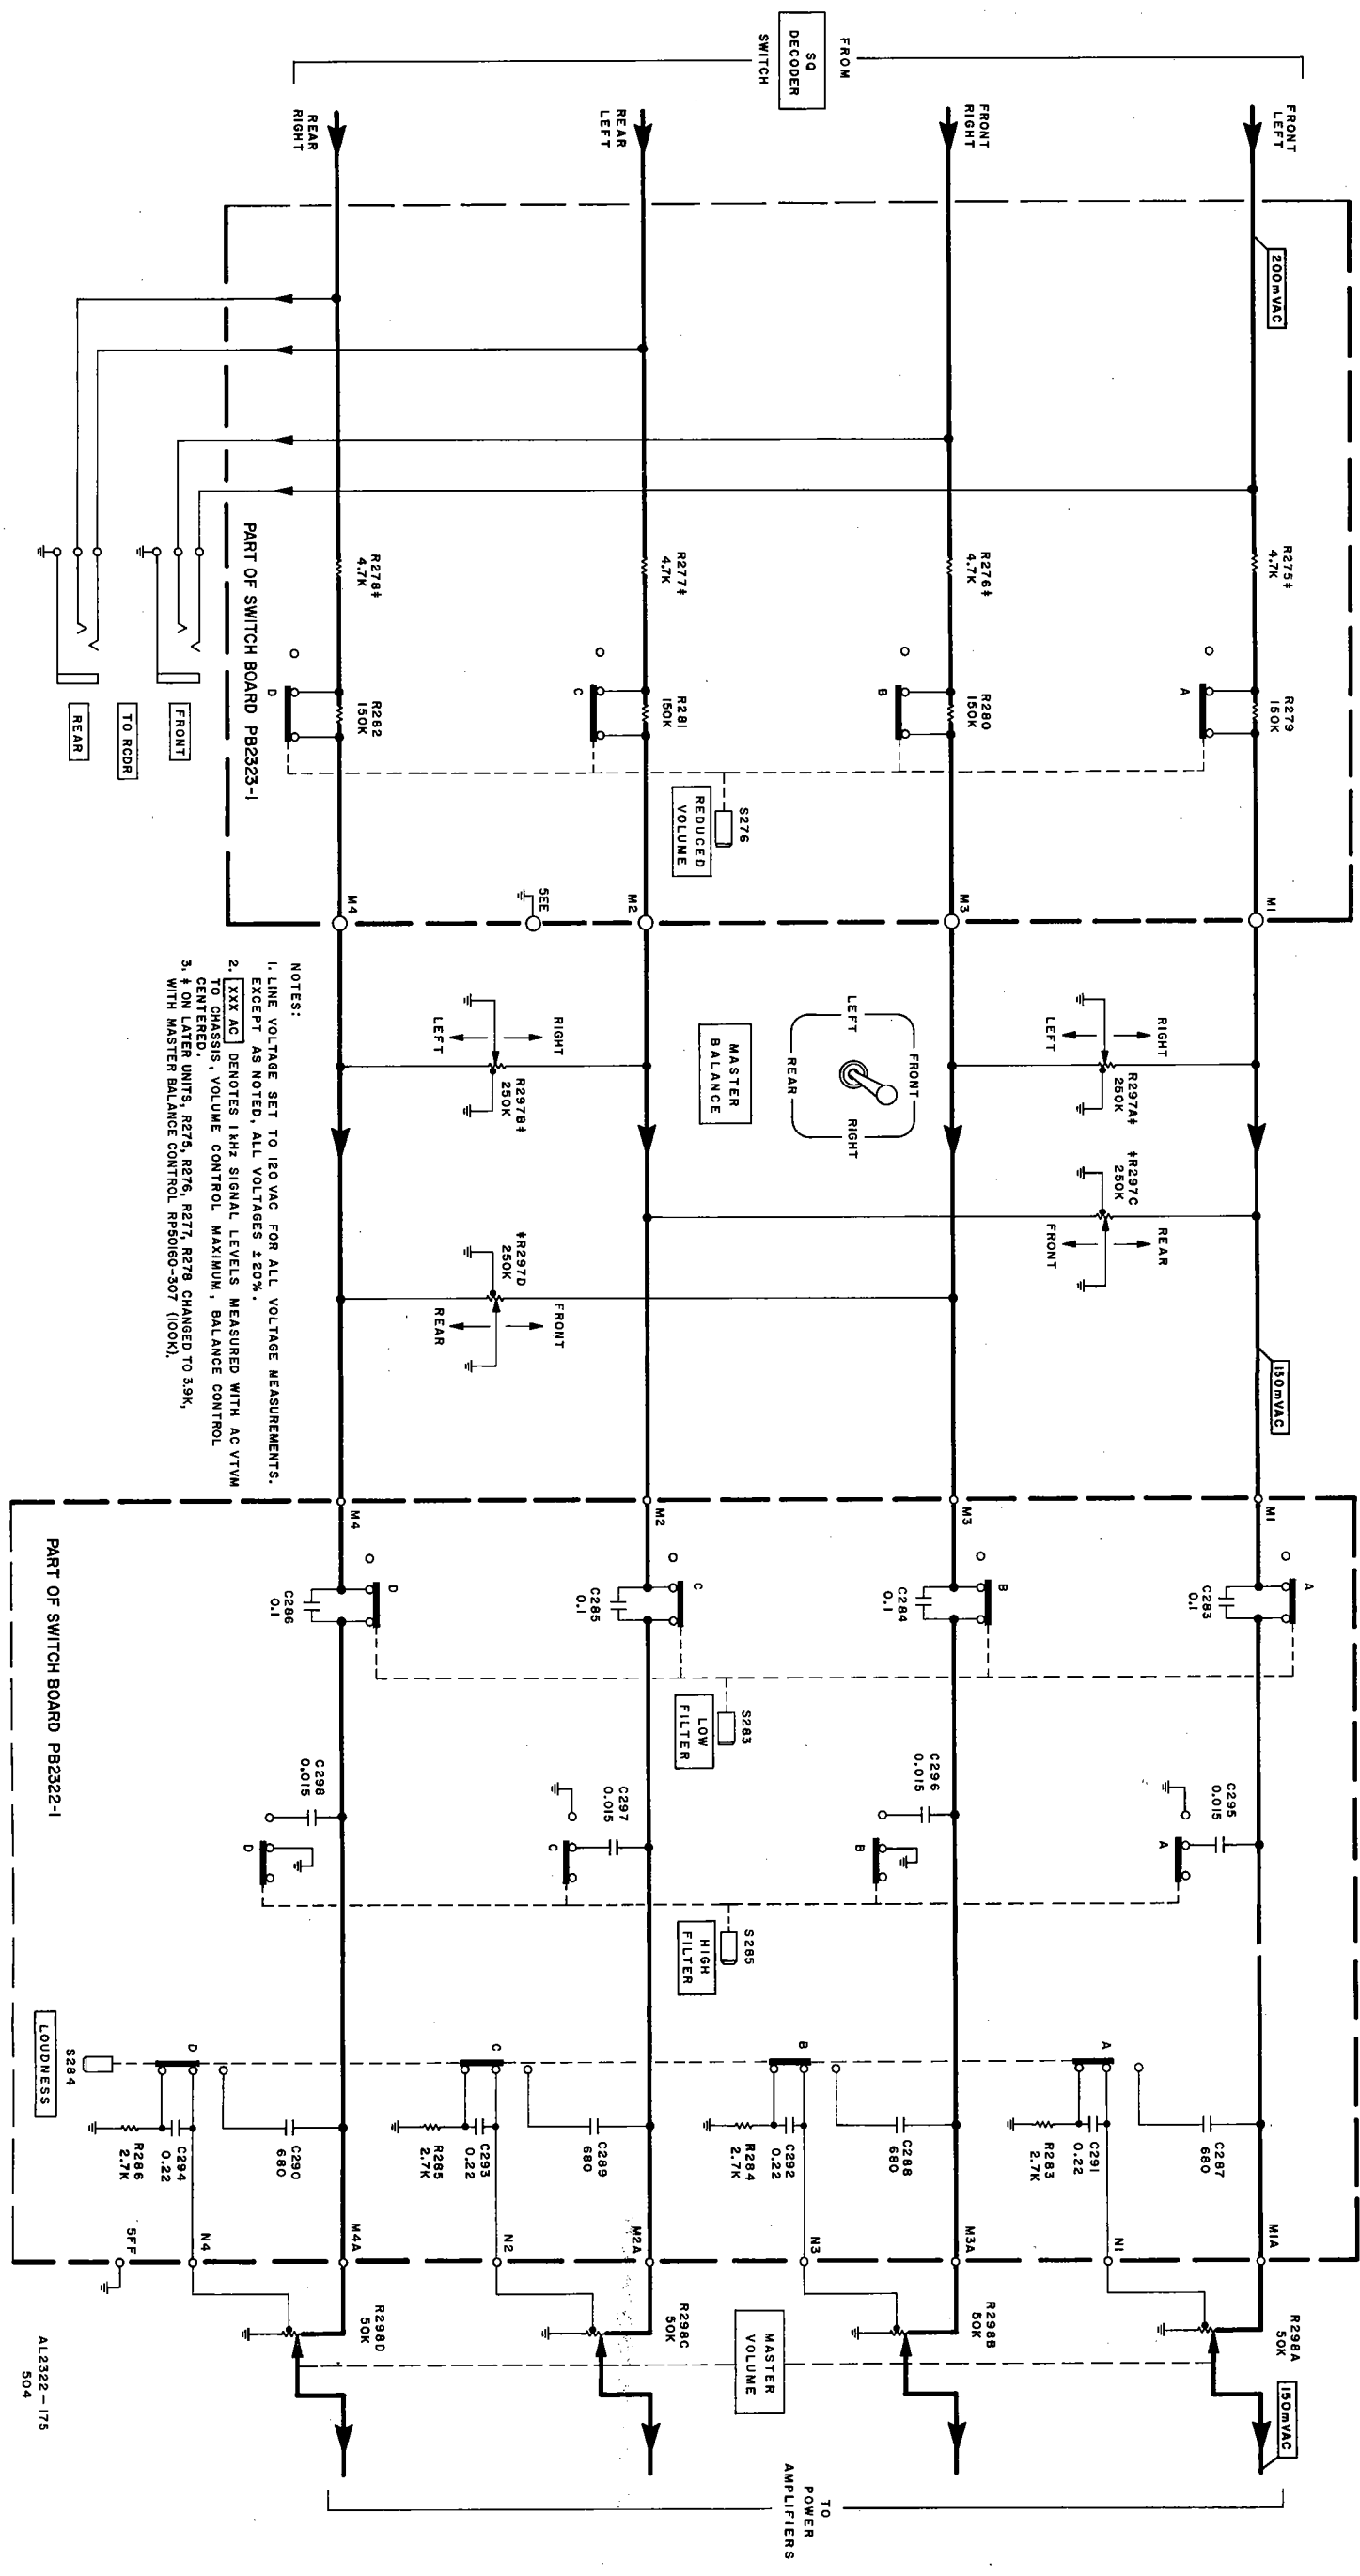 FROM
SQ
DECODER
SWITCH
FRONT
LEFT
FRONT
RIGHT
REAR
LEFT
REAR
RIGHT
200mVAC
R275‡
4.7K
R276‡
4.7K
R277‡
4.7K
R278‡
4.7K
R279
150K
A
R280
150K
B
R281
150K
C
R282
150K
D
S276
REDUCED
VOLUME
PART OF SWITCH BOARD PB2323-1
FRONT
TO RCDR
REAR
M1
M3
M2
5EE
M4
RIGHT
LEFT
R297A‡
250K
‡R297C
250K
REAR
FRONT
LEFT
FRONT
REAR
RIGHT
MASTER
BALANCE
RIGHT
LEFT
R297B‡
250K
‡R297D
250K
FRONT
REAR
150mVAC
NOTES:
1. LINE VOLTAGE SET TO 120 VAC FOR ALL VOLTAGE MEASUREMENTS.
EXCEPT AS NOTED, ALL VOLTAGES ± 20%.
2. XXX AC DENOTES 1 kHz SIGNAL LEVELS MEASURED WITH AC VTVM
TO CHASSIS, VOLUME CONTROL MAXIMUM, BALANCE CONTROL
CENTERED.
3. ‡ ON LATER UNITS, R275, R276, R277, R278 CHANGED TO 3.9K,
WITH MASTER BALANCE CONTROL RP50160-307 (100K).
M1
M3
M2
M4
A
C283
0.1
B
C284
0.1
C
C285
0.1
D
C286
0.1
S283
LOW
FILTER
C295
0.015
A
C296
0.015
B
C297
0.015
C
C298
0.015
D
S285
HIGH
FILTER
PART OF SWITCH BOARD PB2322-1
A
C287
680
C291
0.22
R283
2.7K
B
C288
680
C292
0.22
R284
2.7K
C
C289
680
C293
0.22
R285
2.7K
D
C290
680
C294
0.22
R286
2.7K
S284
LOUDNESS
M1A
N1
M3A
N3
M2A
N2
M4A
N4
5FF
R298A
50K
R298B
50K
R298C
50K
R298D
50K
MASTER
VOLUME
150mVAC
TO
POWER
AMPLIFIERS
AL2322-175
504